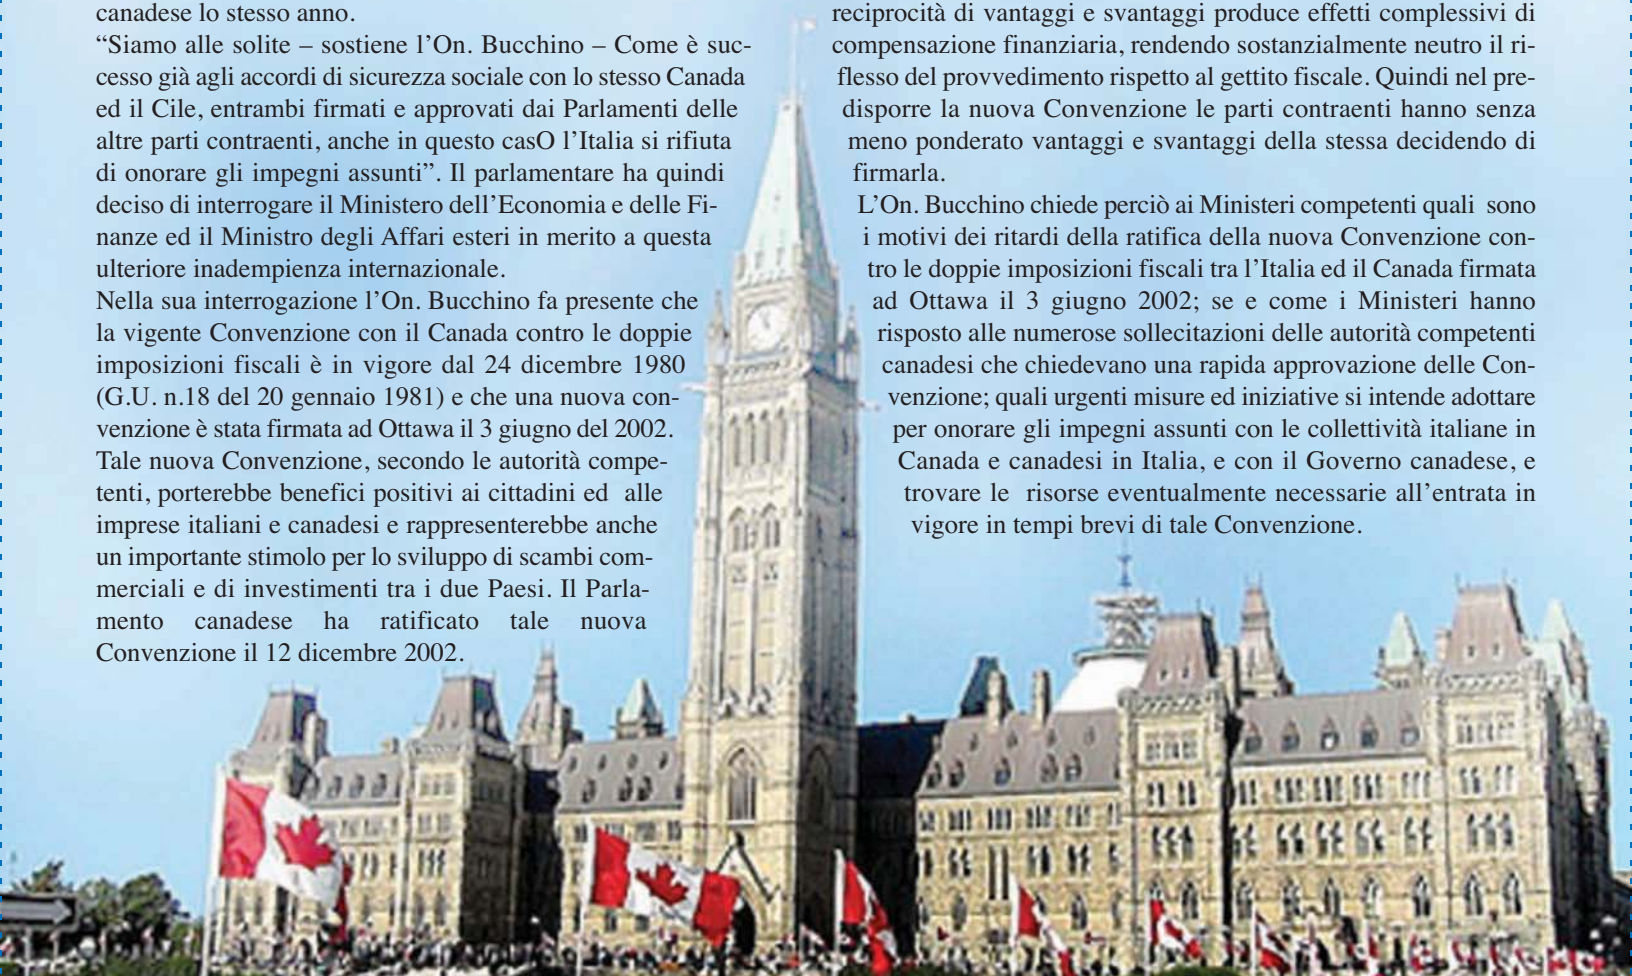 canadese lo stesso anno.
“Siamo alle solite – sostiene l’On. Bucchino – Come è suc-
cesso già agli accordi di sicurezza sociale con lo stesso Canada
ed il Cile, entrambi firmati e approvati dai Parlamenti delle
altre parti contraenti, anche in questo casO l’Italia si rifiuta
di onorare gli impegni assunti”. Il parlamentare ha quindi
deciso di interrogare il Ministero dell’Economia e delle Fi-
nanze ed il Ministro degli Affari esteri in merito a questa
ulteriore inadempienza internazionale.
Nella sua interrogazione l’On. Bucchino fa presente che
la vigente Convenzione con il Canada contro le doppie
imposizioni fiscali è in vigore dal 24 dicembre 1980
(G.U. n.18 del 20 gennaio 1981) e che una nuova con-
venzione è stata firmata ad Ottawa il 3 giugno del 2002.
Tale nuova Convenzione, secondo le autorità compe-
tenti, porterebbe benefici positivi ai cittadini ed alle
imprese italiani e canadesi e rappresenterebbe anche
un importante stimolo per lo sviluppo di scambi com-
merciali e di investimenti tra i due Paesi. Il Parla-
mento canadese ha ratificato tale nuova
Convenzione il 12 dicembre 2002.
reciprocità di vantaggi e svantaggi produce effetti complessivi di
compensazione finanziaria, rendendo sostanzialmente neutro il ri-
flesso del provvedimento rispetto al gettito fiscale. Quindi nel pre-
disporre la nuova Convenzione le parti contraenti hanno senza
meno ponderato vantaggi e svantaggi della stessa decidendo di
firmarla.
L’On. Bucchino chiede perciò ai Ministeri competenti quali sono
i motivi dei ritardi della ratifica della nuova Convenzione con-
tro le doppie imposizioni fiscali tra l’Italia ed il Canada firmata
ad Ottawa il 3 giugno 2002; se e come i Ministeri hanno
risposto alle numerose sollecitazioni delle autorità competenti
canadesi che chiedevano una rapida approvazione delle Con-
venzione; quali urgenti misure ed iniziative si intende adottare
per onorare gli impegni assunti con le collettività italiane in
Canada e canadesi in Italia, e con il Governo canadese, e
trovare le risorse eventualmente necessarie all’entrata in
vigore in tempi brevi di tale Convenzione.